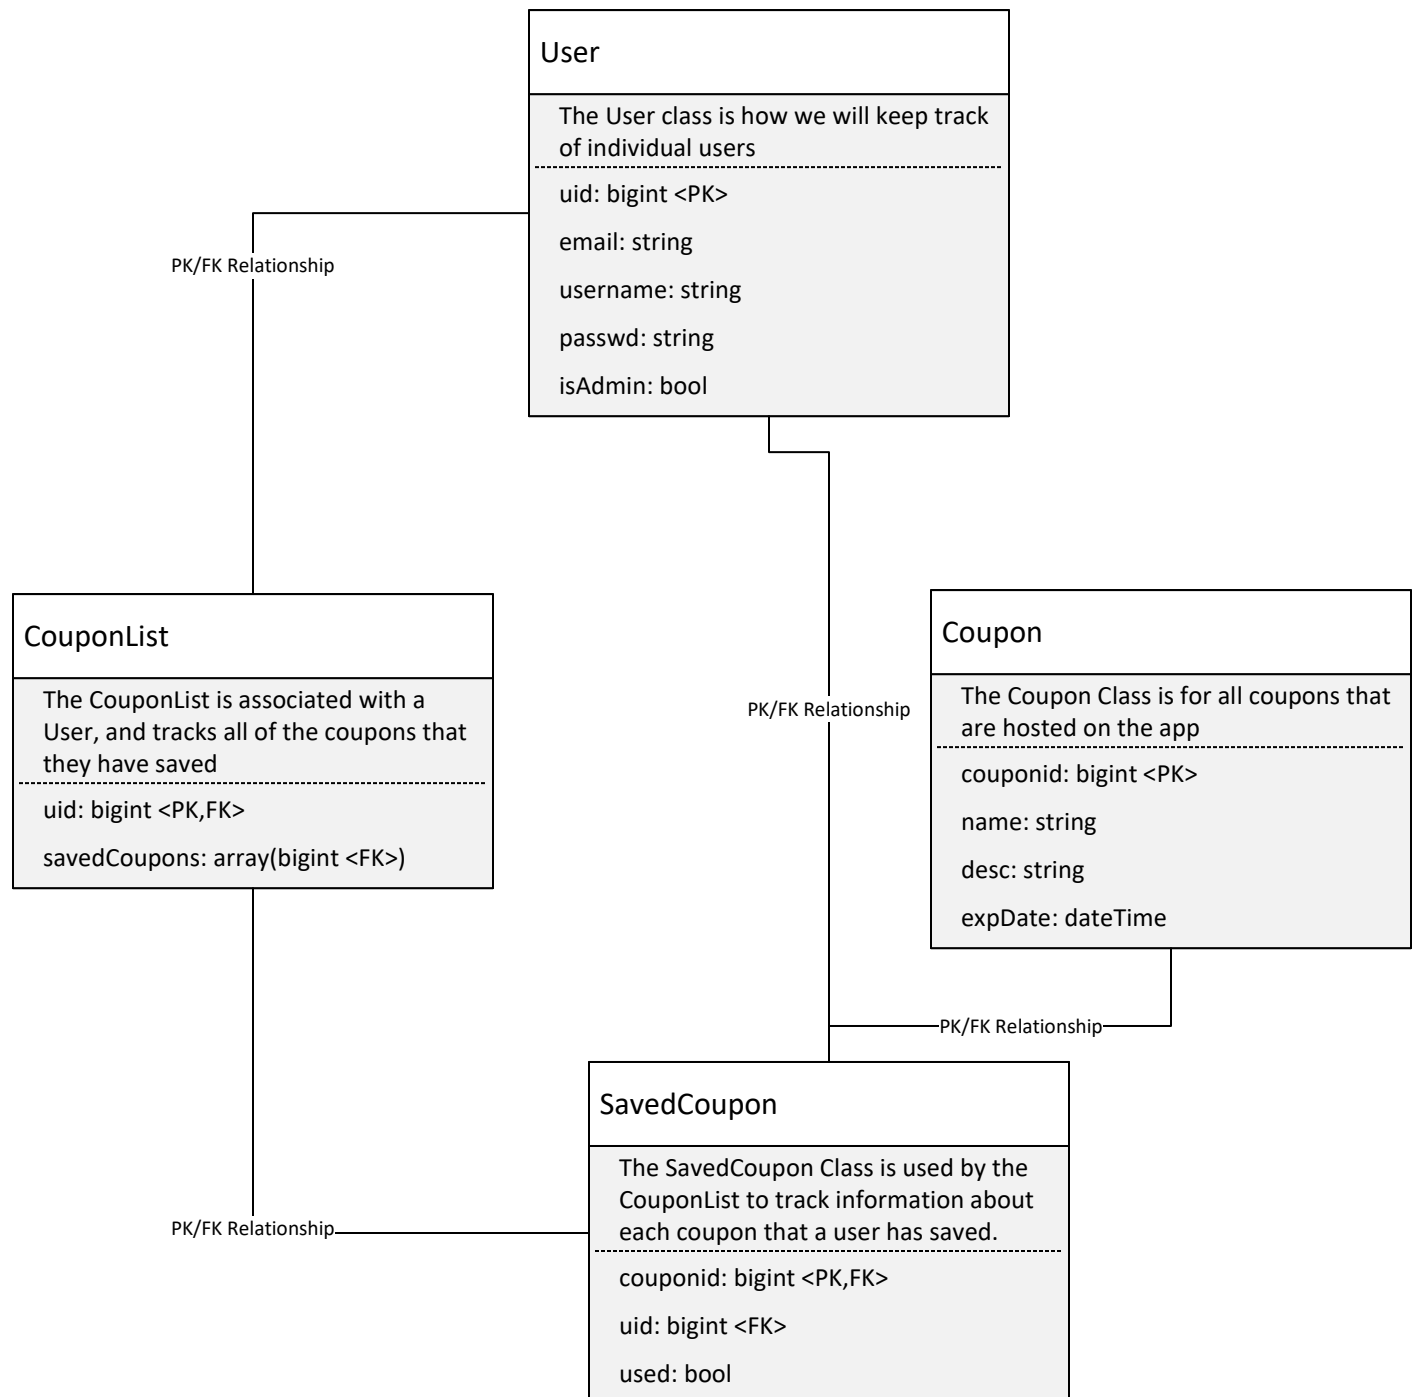 User
The User class is how we will keep track
of individual users
uid: bigint <PK>
email: string
username: string
passwd: string
isAdmin: bool
PK/FK Relationship
CouponList
The CouponList is associated with a
User, and tracks all of the coupons that
they have saved
uid: bigint <PK,FK>
savedCoupons: array(bigint <FK>)
PK/FK Relationship
Coupon
The Coupon Class is for all coupons that
are hosted on the app
couponid: bigint <PK>
name: string
desc: string
expDate: dateTime
PK/FK Relationship
SavedCoupon
The SavedCoupon Class is used by the
CouponList to track information about
each coupon that a user has saved.
couponid: bigint <PK,FK>
uid: bigint <FK>
used: bool
PK/FK Relationship